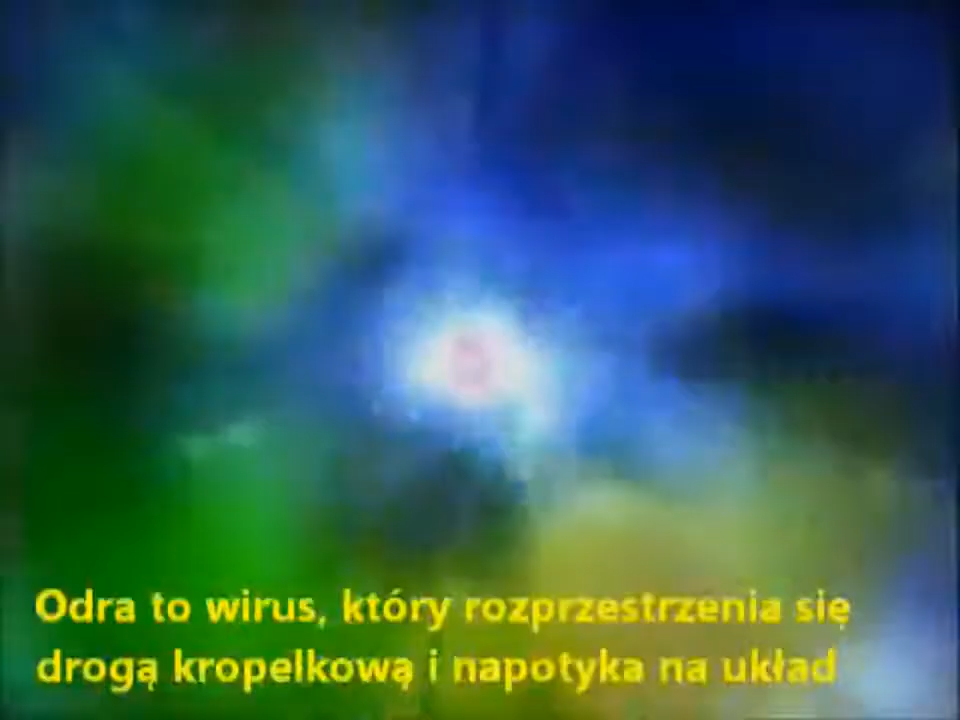 Odra to wirus, który rozprzestrzenia się
drogą kropelkową i napotyka na układ